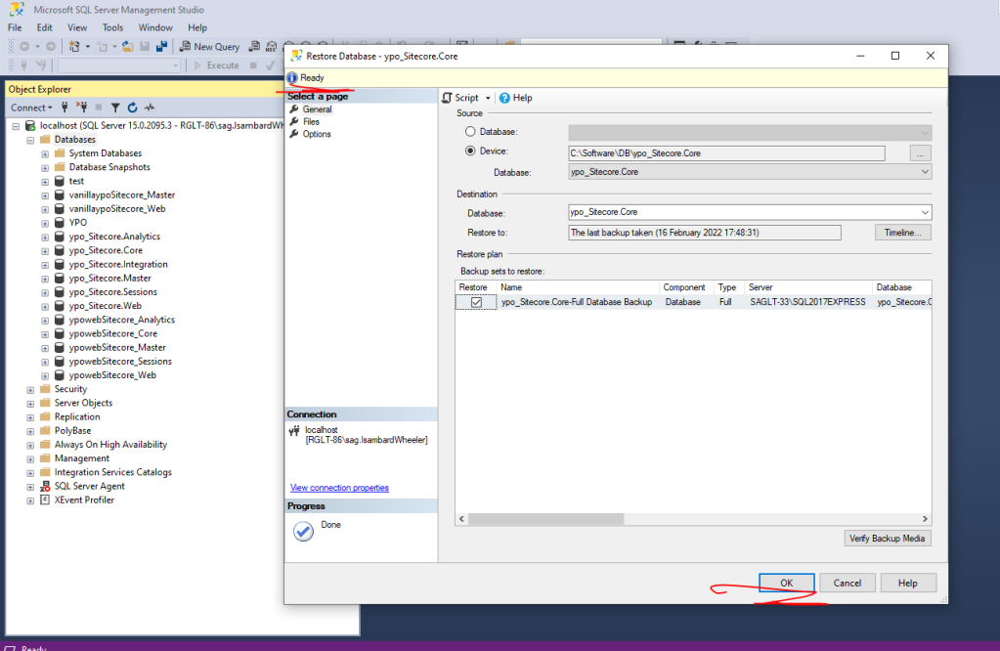 Microsoft SQL Server Management Studio
File Edit View Tools Window Help
New Query
Execute
Object Explorer
Connect
localhost (SQL Server 15.0.2095.3 - RGLT-86\sag.IsambardWh
Databases
System Databases
Database Snapshots
test
vanillaypoSitecore_Master
vanillaypoSitecore_Web
YPO
ypo_Sitecore.Analytics
ypo_Sitecore.Core
ypo_Sitecore.Integration
ypo_Sitecore.Master
ypo_Sitecore.Sessions
ypo_Sitecore.Web
ypowebSitecore_Analytics
ypowebSitecore_Core
ypowebSitecore_Master
ypowebSitecore_Sessions
ypowebSitecore_Web
Security
Server Objects
Replication
PolyBase
Always On High Availability
Management
Integration Services Catalogs
SQL Server Agent
XEvent Profiler
Restore Database - ypo_Sitecore.Core
Ready
Select a page
General
Files
Options
Connection
localhost
[RGLT-86\sag.IsambardWheeler]
View connection properties
Progress
Done
Script Help
Source
Database:
Device: C:\Software\DB\ypo_Sitecore.Core ...
Database: ypo_Sitecore.Core
Destination
Database: ypo_Sitecore.Core
Restore to: The last backup taken (16 February 2022 17:48:31) Timeline...
Restore plan
Backup sets to restore:
Restore Name Component Type Server Database
ypo_Sitecore.Core-Full Database Backup Database Full SAGLT-33\SQL2017EXPRESS ypo_Sitecore.C
Verify Backup Media
OK Cancel Help
Ready